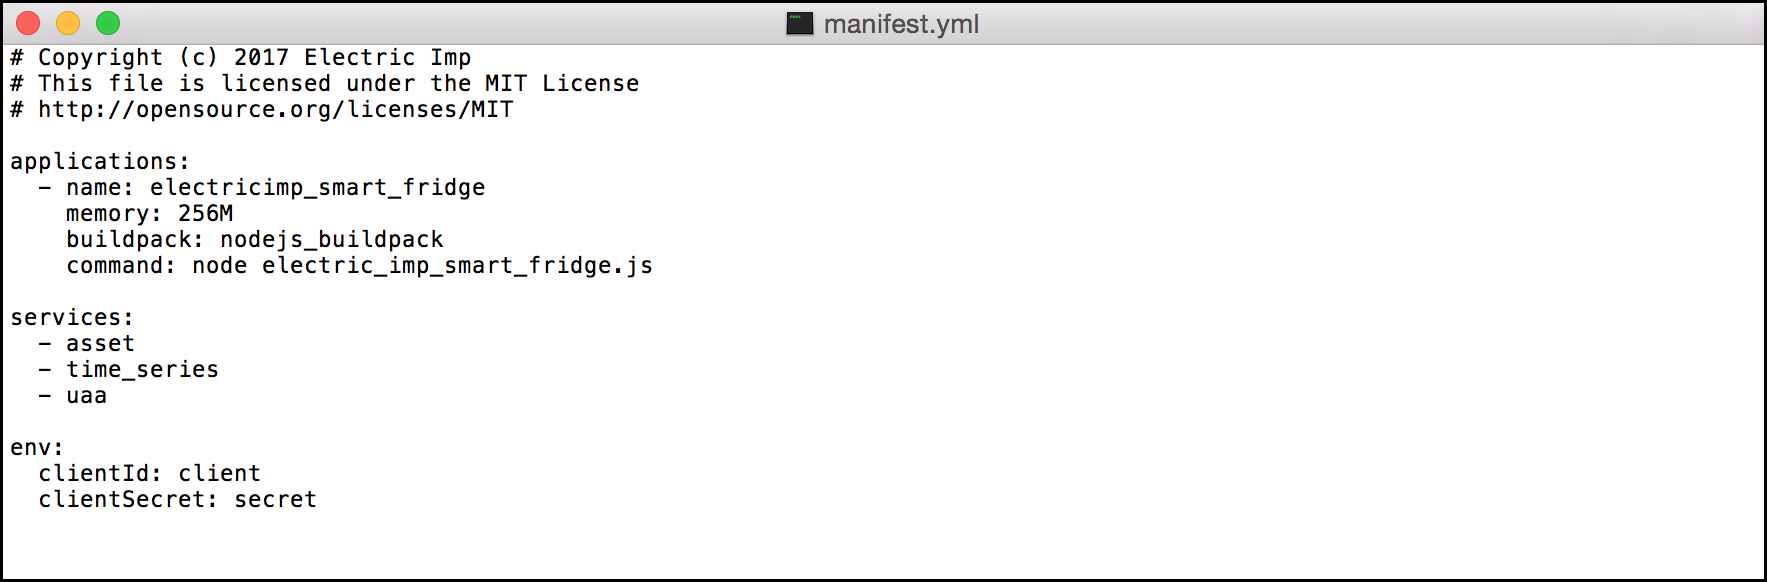 manifest.yml
# Copyright (c) 2017 Electric Imp
# This file is licensed under the MIT License
# http://opensource.org/licenses/MIT

applications:
  - name: electricimp_smart_fridge
    memory: 256M
    buildpack: nodejs_buildpack
    command: node electric_imp_smart_fridge.js

services:
  - asset
  - time_series
  - uaa

env:
  clientId: client
  clientSecret: secret